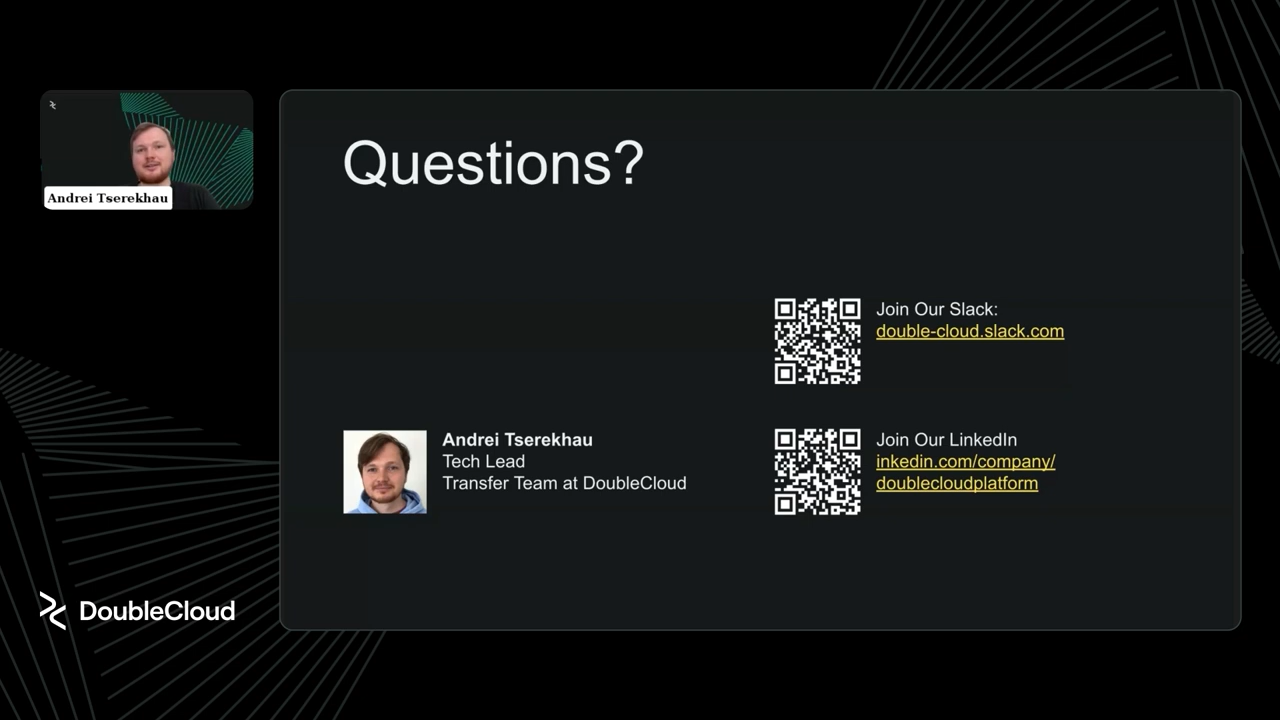 Andrei Tserekhau
Questions?
Join Our Slack:
double-cloud.slack.com
Andrei Tserekhau
Tech Lead
Transfer Team at DoubleCloud
Join Our LinkedIn
inkedin.com/company/
doublecloudplatform
DoubleCloud